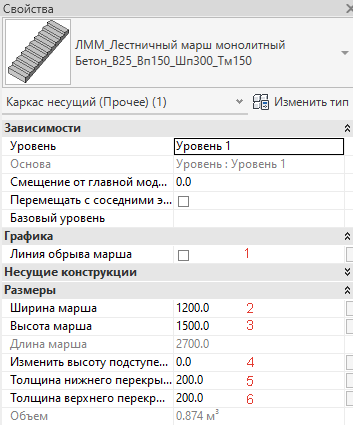 Свойства
ЛММ_Лестничный марш монолитный
Бетон_В25_Вп150_Шп300_Тм150
Каркас несущий (Прочее) (1)
Изменить тип
Зависимости
Уровень Уровень 1
Основа Уровень : Уровень 1
Смещение от главной мод... 0.0
Перемещать с соседними э...
Базовый уровень
Графика
Линия обрыва марша 1
Несущие конструкции
Размеры
Ширина марша 1200.0 2
Высота марша 1500.0 3
Длина марша 2700.0
Изменить высоту подступе... 0.0 4
Толщина нижнего перекры... 200.0 5
Толщина верхнего перекр... 200.0 6
Объем 0.874 м³